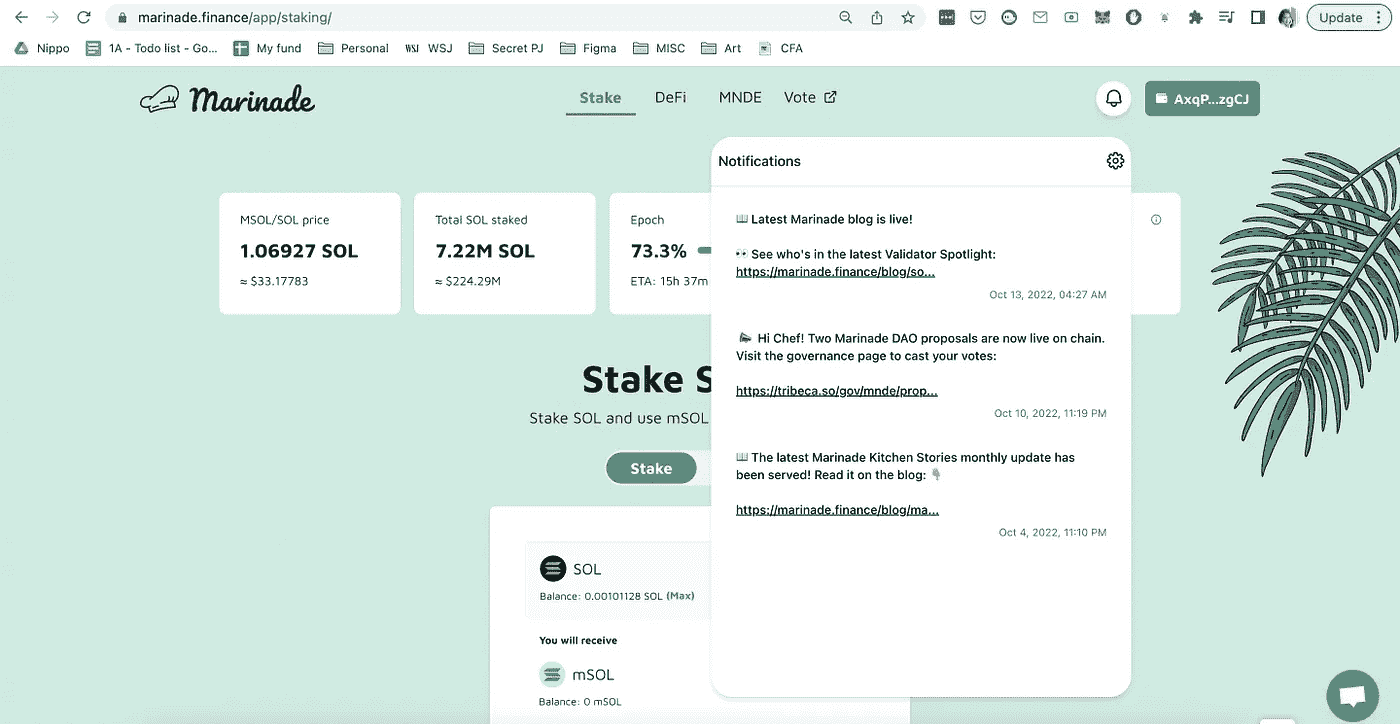 marinade.finance/app/staking/
Update
Nippo
1A - Todo list - Go...
My fund
Personal
WSJ WSJ
Secret PJ
Figma
MISC
Art
CFA
Marinade
Stake
DeFi
MNDE
Vote
AxqP...zgCJ
Notifications
MSOL/SOL price
1.06927 SOL
≈ $33.17783
Total SOL staked
7.22M SOL
≈ $224.29M
Epoch
73.3%
ETA: 15h 37m
📖 Latest Marinade blog is live!
👀 See who's in the latest Validator Spotlight:
https://marinade.finance/blog/so...
Oct 13, 2022, 04:27 AM
📣 Hi Chef! Two Marinade DAO proposals are now live on chain.
Visit the governance page to cast your votes:
https://tribeca.so/gov/mnde/prop...
Oct 10, 2022, 11:19 PM
📖 The latest Marinade Kitchen Stories monthly update has
been served! Read it on the blog: 👇
https://marinade.finance/blog/ma...
Oct 4, 2022, 11:10 PM
Stake S
Stake SOL and use mSOL
Stake
SOL
Balance: 0.00101128 SOL (Max)
You will receive
mSOL
Balance: 0 mSOL